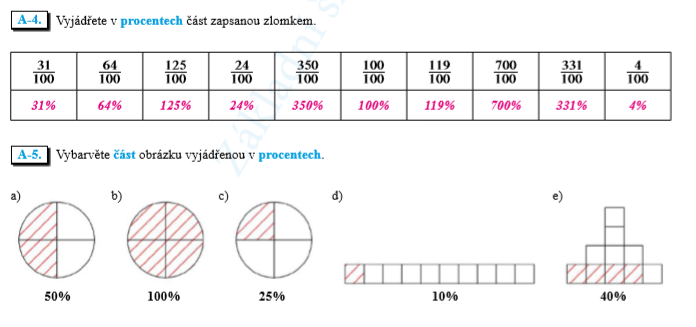 A-4. Vyjádřete v procentech část zapsanou zlomkem.
31/100 64/100 125/100 24/100 350/100 100/100 119/100 700/100 331/100 4/100
31% 64% 125% 24% 350% 100% 119% 700% 331% 4%
A-5. Vybarvěte část obrázku vyjádřenou v procentech.
a) b) c) d) e)
50% 100% 25% 10% 40%
Základní š